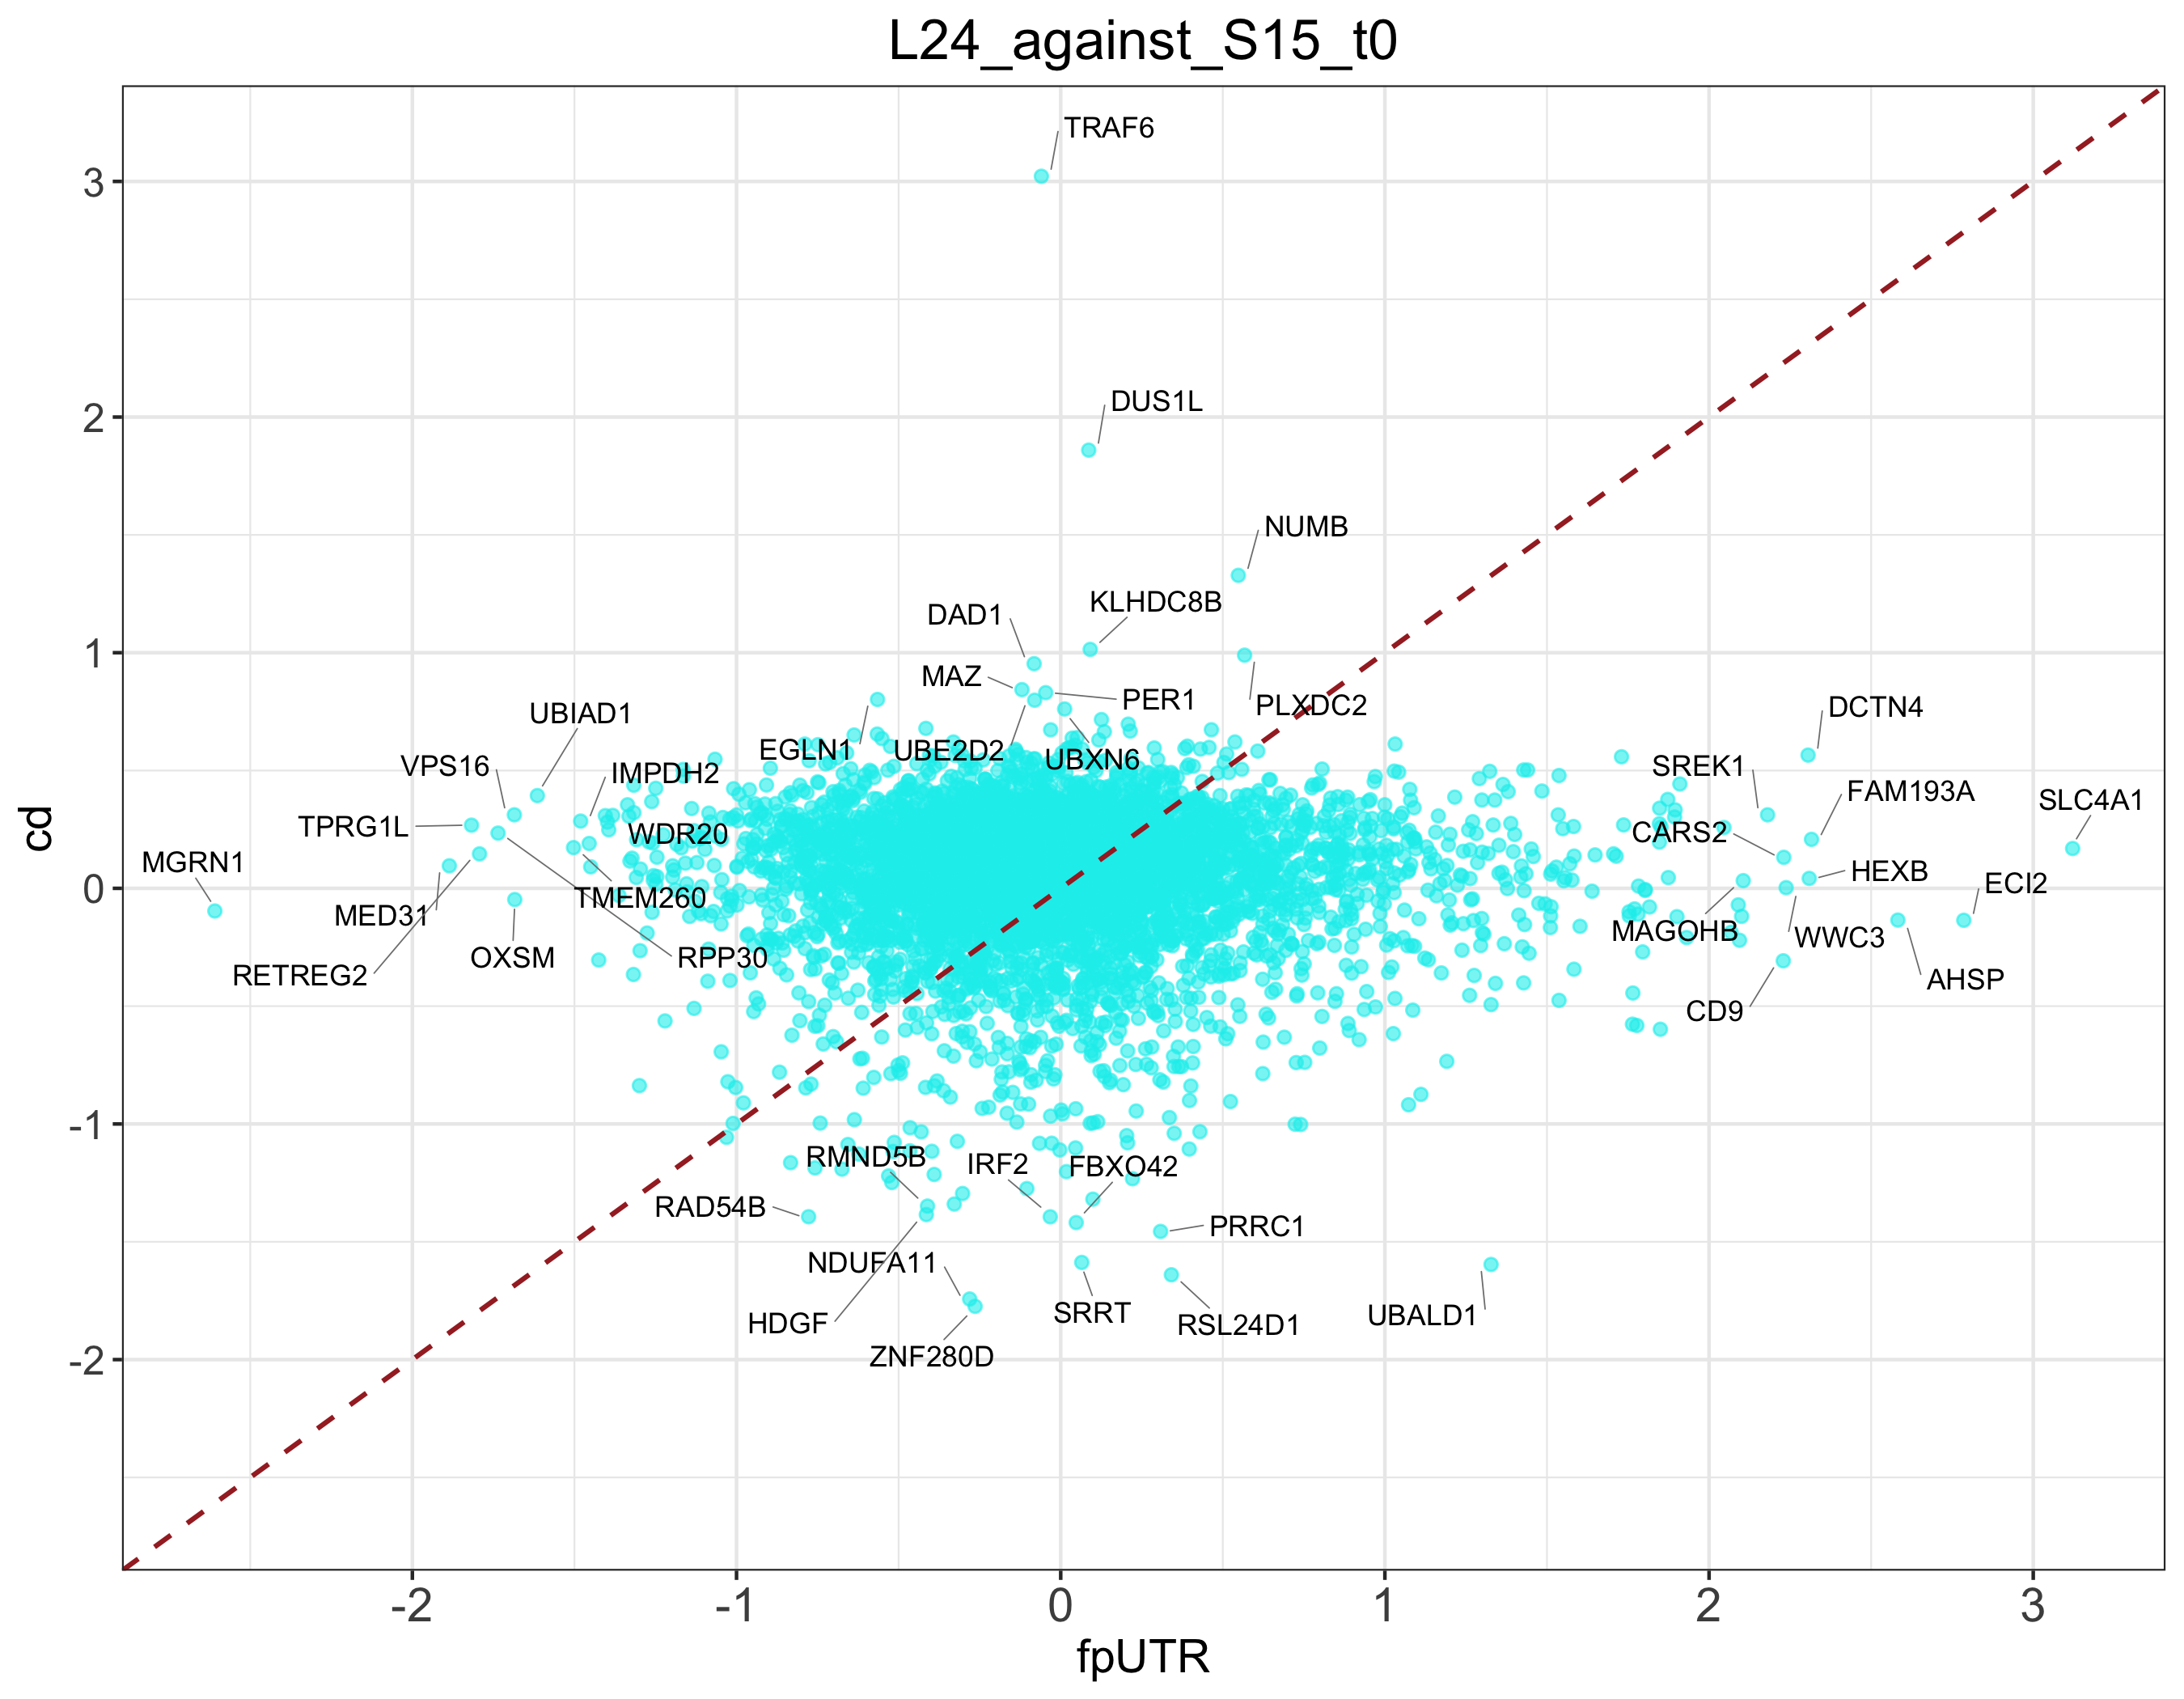 L24_against_S15_t0
TRAF6
3
DUS1L
2
NUMB
KLHDC8B
DAD1
1
MAZ
PER1
PLXDC2
DCTN4
UBIAD1
EGLN1
UBE2D2
UBXN6
VPS16
IMPDH2
SREK1
FAM193A
SLC4A1
TPRG1L
WDR20
CARS2
MGRN1
HEXB
ECI2
0
TMEM260
MED31
MAGOHB
WWC3
RETREG2
OXSM
RPP30
AHSP
CD9
-1
RMND5B
IRF2
FBXO42
RAD54B
PRRC1
NDUFA11
HDGF
SRRT
RSL24D1
UBALD1
ZNF280D
-2
cd
-2
-1
0
1
2
3
fpUTR